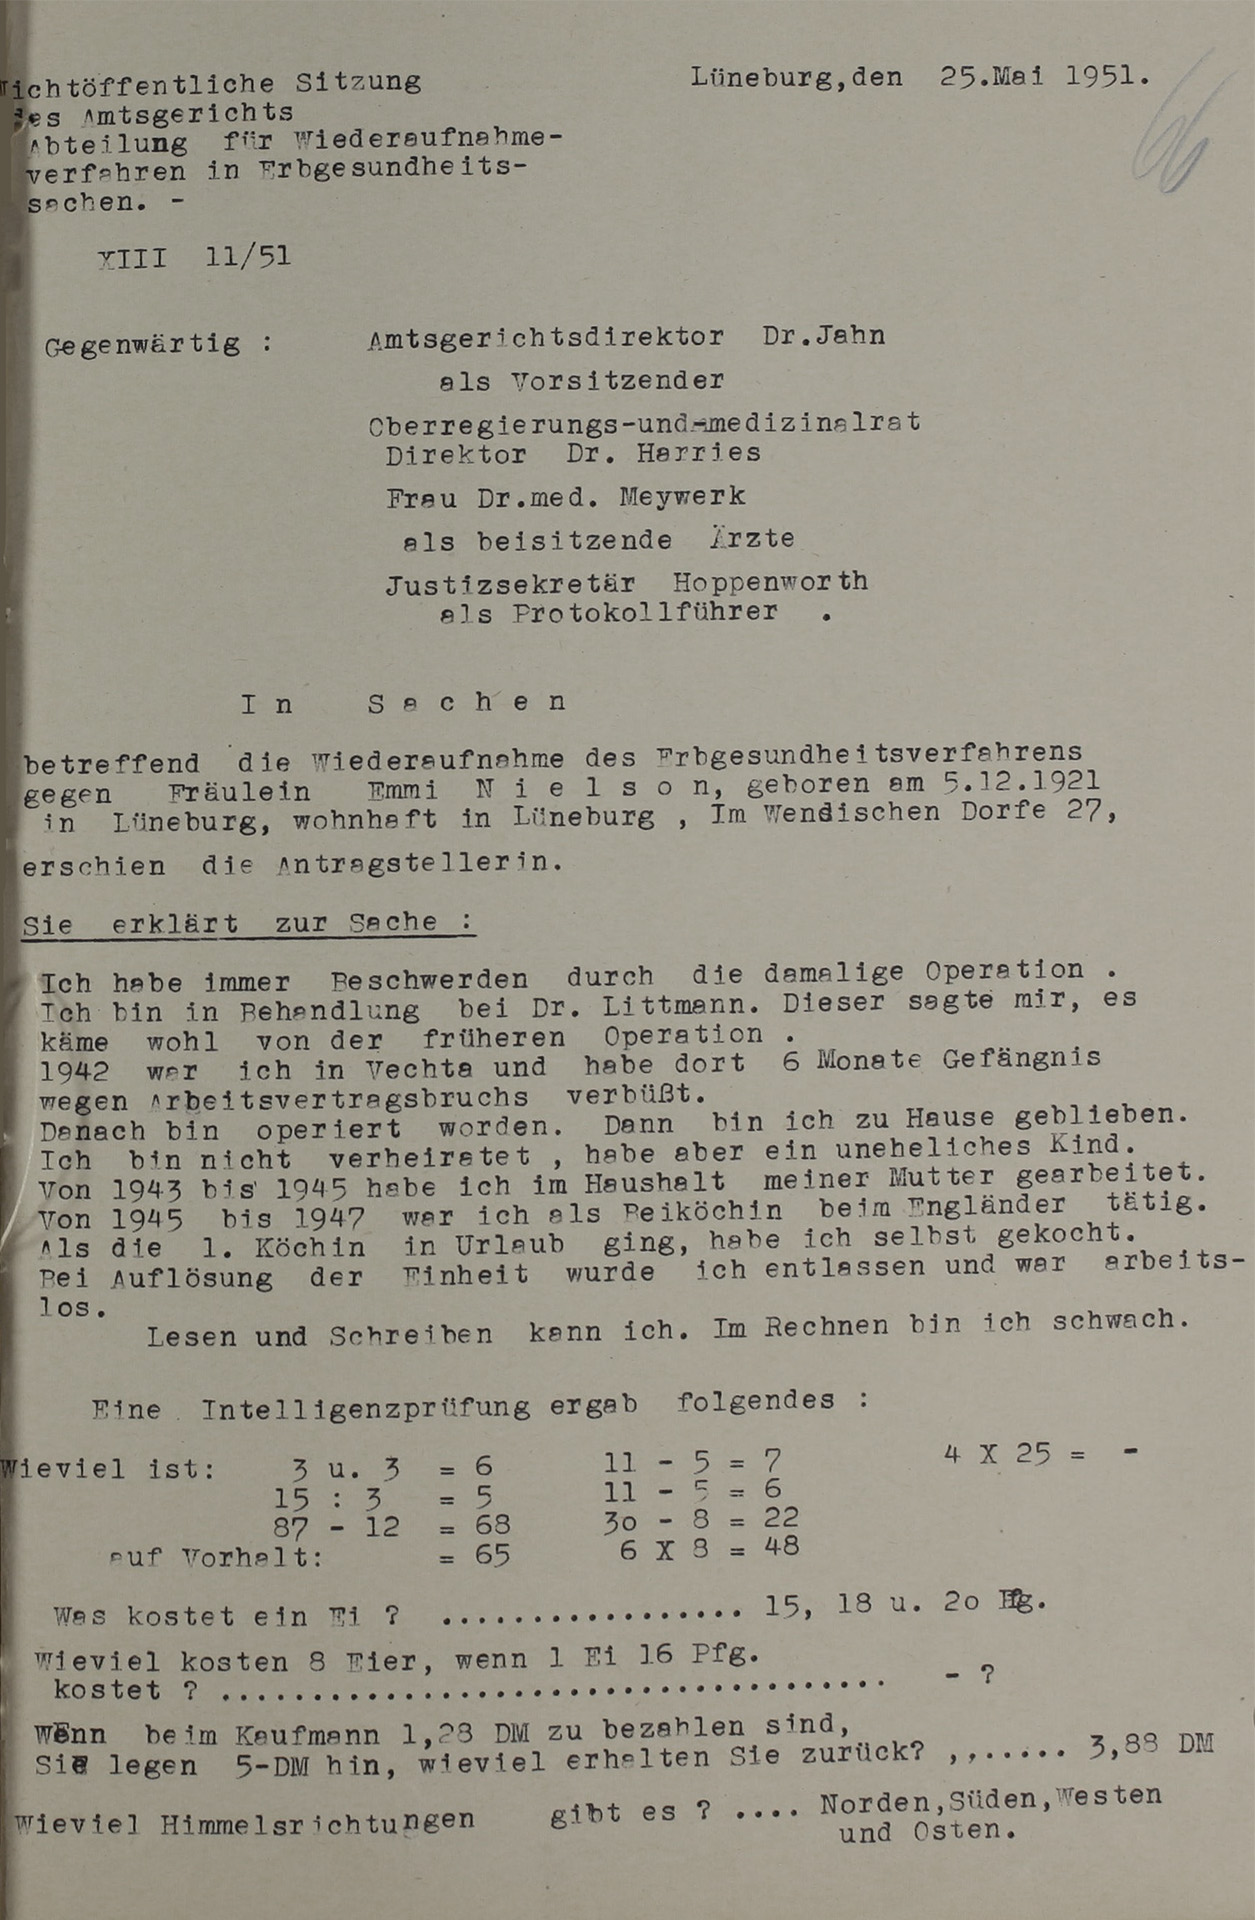 Nichtöffentliche Sitzung
des Amtsgerichts
Abteilung für Wiederaufnahme-
verfahren in Erbgesundheits-
sachen. -
Lüneburg,den 25.Mai 1951.
66
XIII 11/51
Gegenwärtig : Amtsgerichtsdirektor Dr.Jahn
als Vorsitzender
Oberregierungs-und-medizinalrat
Direktor Dr. Harries
Frau Dr.med. Meywerk
als beisitzende Ärzte
Justizsekretär Hoppenworth
als Protokollführer .
In Sachen
betreffend die Wiederaufnahme des Erbgesundheitsverfahrens
gegen Fräulein Emmi N i e l s o n, geboren am 5.12.1921
in Lüneburg, wohnhaft in Lüneburg , Im Wendischen Dorfe 27,
erschien die Antragstellerin.
Sie erklärt zur Sache :
Ich habe immer Beschwerden durch die damalige Operation .
Ich bin in Behandlung bei Dr. Littmann. Dieser sagte mir, es
käme wohl von der früheren Operation .
1942 war ich in Vechta und habe dort 6 Monate Gefängnis
wegen Arbeitsvertragsbruchs verbüßt.
Danach bin operiert worden. Dann bin ich zu Hause geblieben.
Ich bin nicht verheiratet , habe aber ein uneheliches Kind.
Von 1943 bis 1945 habe ich im Haushalt meiner Mutter gearbeitet.
Von 1945 bis 1947 war ich als Beiköchin beim Engländer tätig.
Als die 1. Köchin in Urlaub ging, habe ich selbst gekocht.
Bei Auflösung der Einheit wurde ich entlassen und war arbeits-
los.
Lesen und Schreiben kann ich. Im Rechnen bin ich schwach.
Eine Intelligenzprüfung ergab folgendes :
Wieviel ist: 3 u. 3 = 6 11 - 5 = 7 4 X 25 = -
15 : 3 = 5 11 - 5 = 6
87 - 12 = 68 30 - 8 = 22
auf Vorhalt: = 65 6 X 8 = 48
Was kostet ein Ei ? ................. 15, 18 u. 20 Pfg.
Wieviel kosten 8 Eier, wenn 1 Ei 16 Pfg.
kostet ? ..................................... - ?
Wenn beim Kaufmann 1,28 DM zu bezahlen sind,
Sie legen 5-DM hin, wieviel erhalten Sie zurück? ,,...... 3,88 DM
Wieviel Himmelsrichtungen gibt es ? .... Norden,Süden,Westen
und Osten.